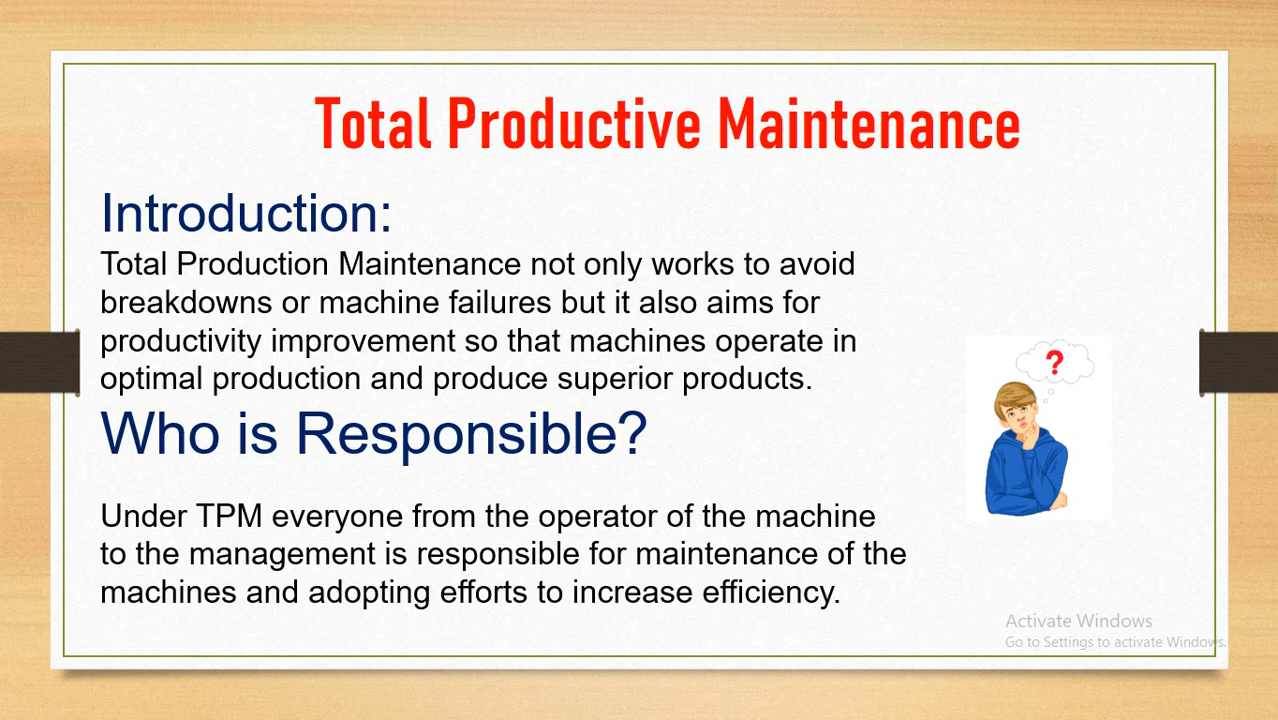 Total Productive Maintenance
Introduction:
Total Production Maintenance not only works to avoid
breakdowns or machine failures but it also aims for
productivity improvement so that machines operate in
optimal production and produce superior products.
Who is Responsible?
?
Under TPM everyone from the operator of the machine
to the management is responsible for maintenance of the
machines and adopting efforts to increase efficiency.
Activate Windows
Go to Settings to activate Windows.